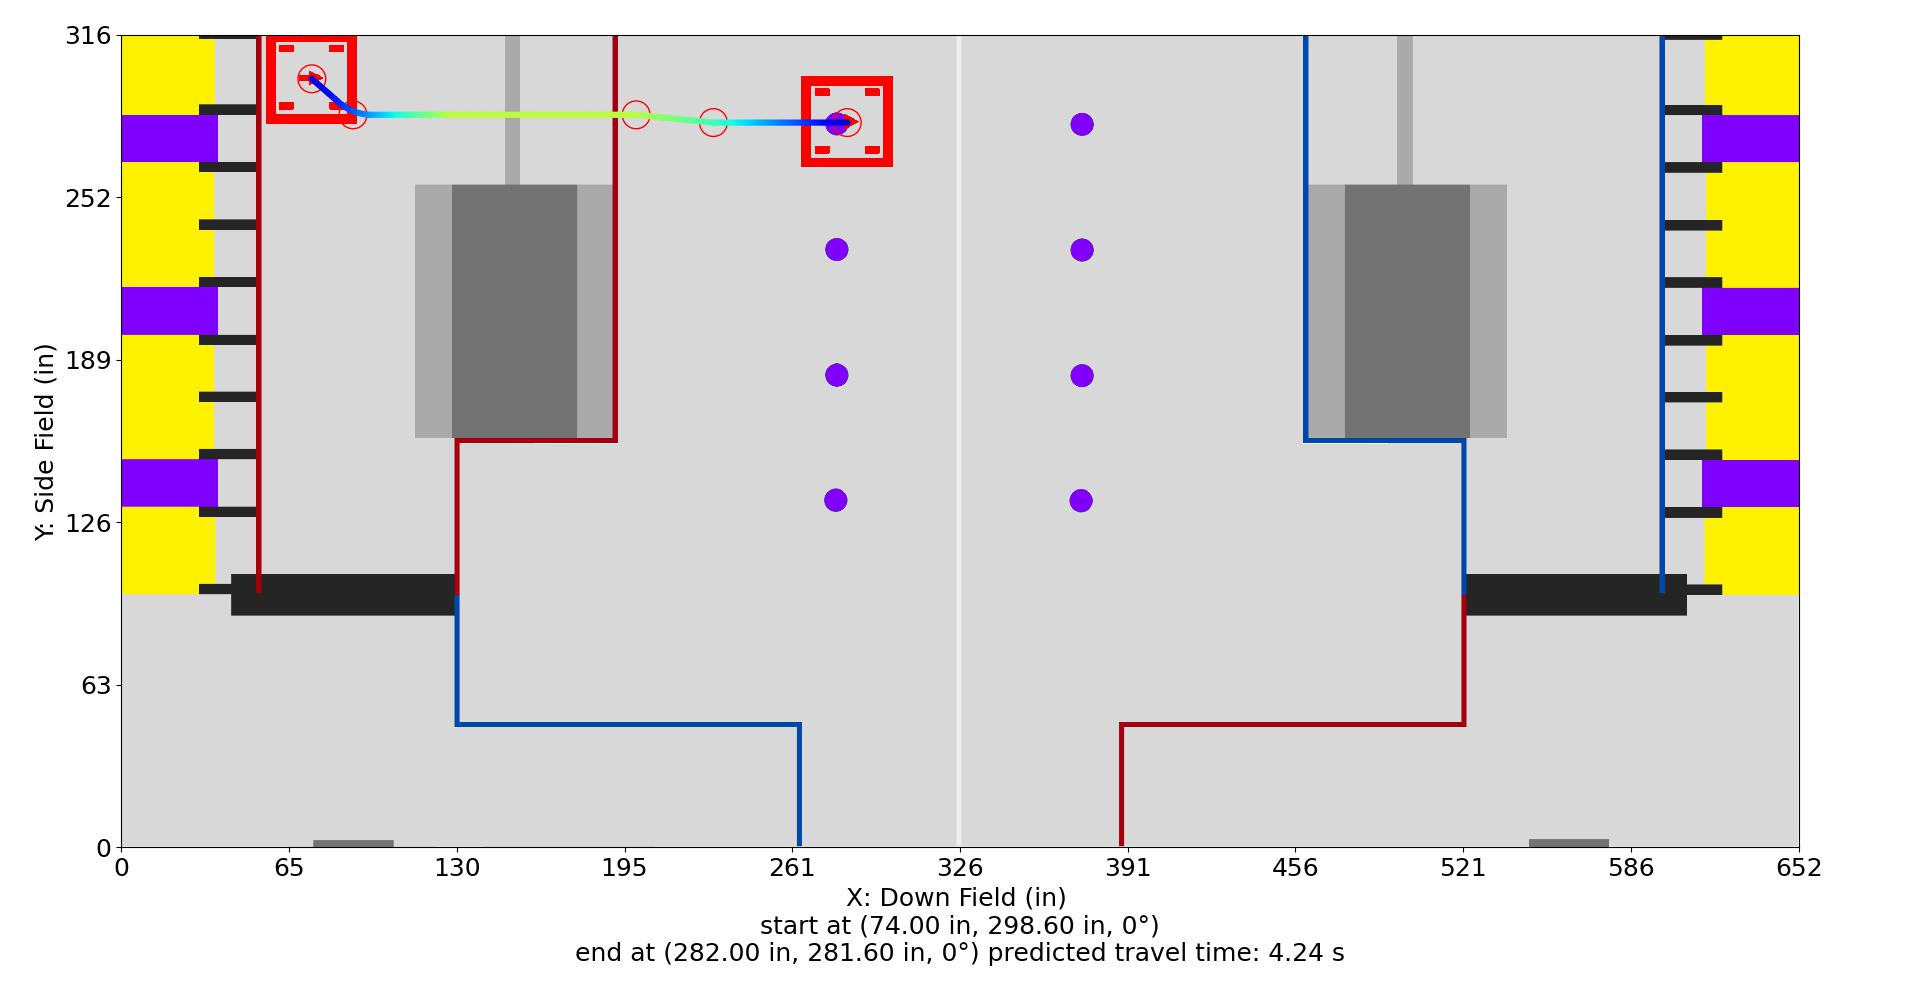 316
252
189
126
63
0
Y: Side Field (in)
0 65 130 195 261 326 391 456 521 586 652
X: Down Field (in)
start at (74.00 in, 298.60 in, 0°)
end at (282.00 in, 281.60 in, 0°) predicted travel time: 4.24 s